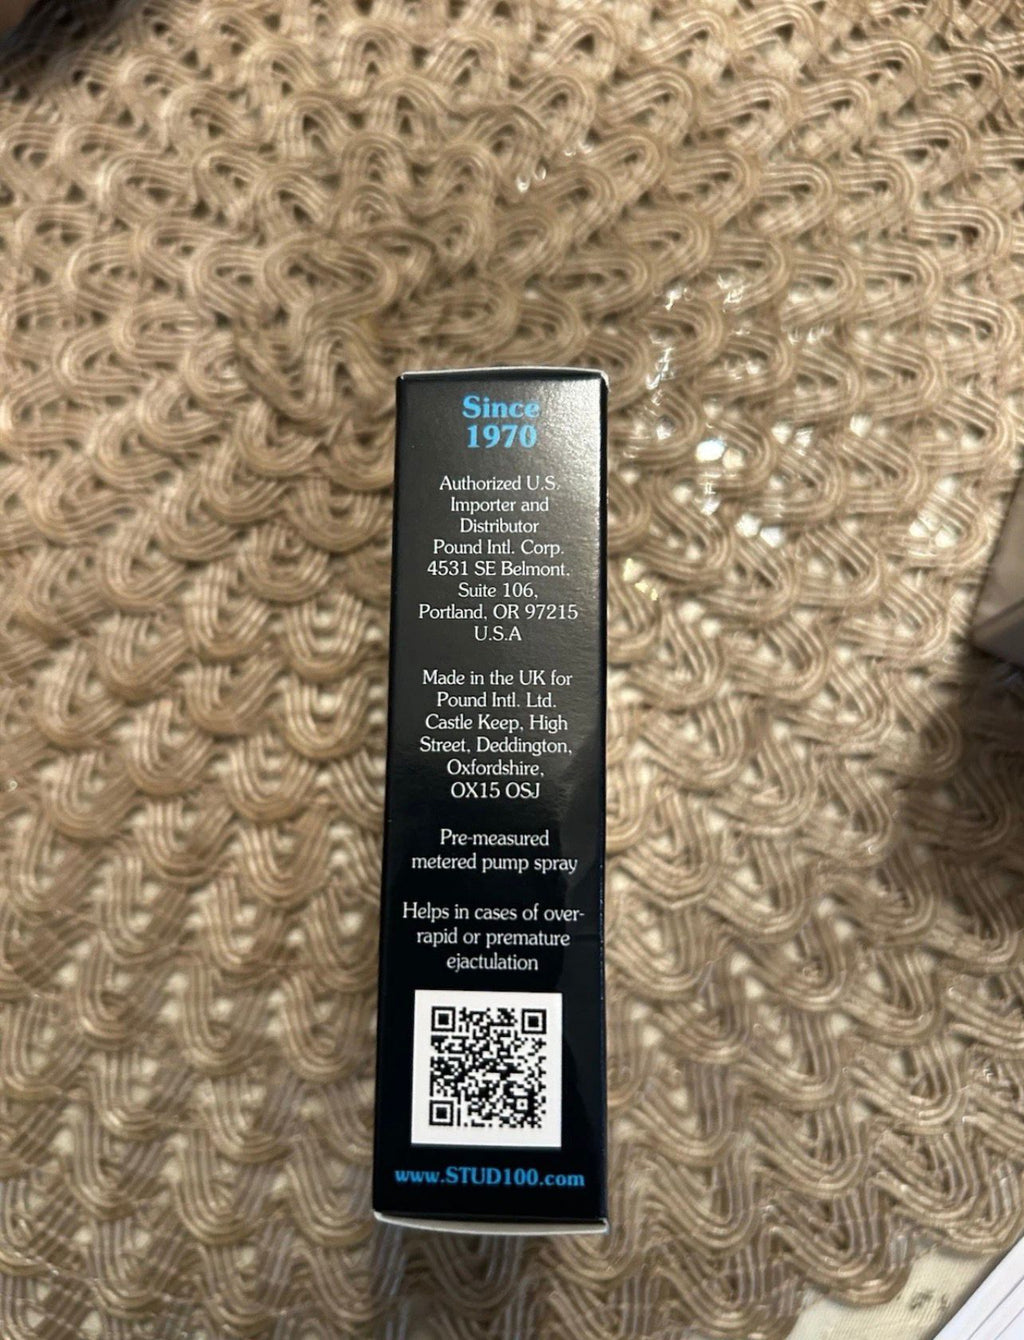 Since
1970
Authorized U.S.
Importer and
Distributor
Pound Intl. Corp.
4531 SE Belmont.
Suite 106,
Portland, OR 97215
U.S.A
Made in the UK for
Pound Intl. Ltd.
Castle Keep, High
Street, Deddington,
Oxfordshire,
OX15 OSJ
Pre-measured
metered pump spray
Helps in cases of over-
rapid or premature
ejactulation
www.STUD100.com